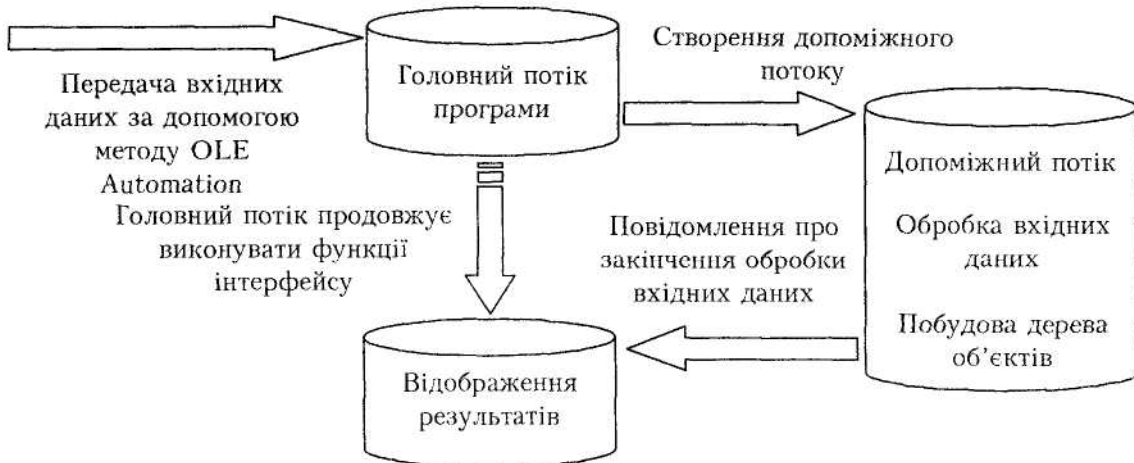 Передача вхідних
даних за допомогою
методу OLE
Automation
Головний потік
програми
Створення допоміжного
потоку
Допоміжний потік
Обробка вхідних
даних
Побудова дерева
об’єктів
Головний потік продовжує
виконувати функції
інтерфейсу
Повідомлення про
закінчення обробки
вхідних даних
Відображення
результатів